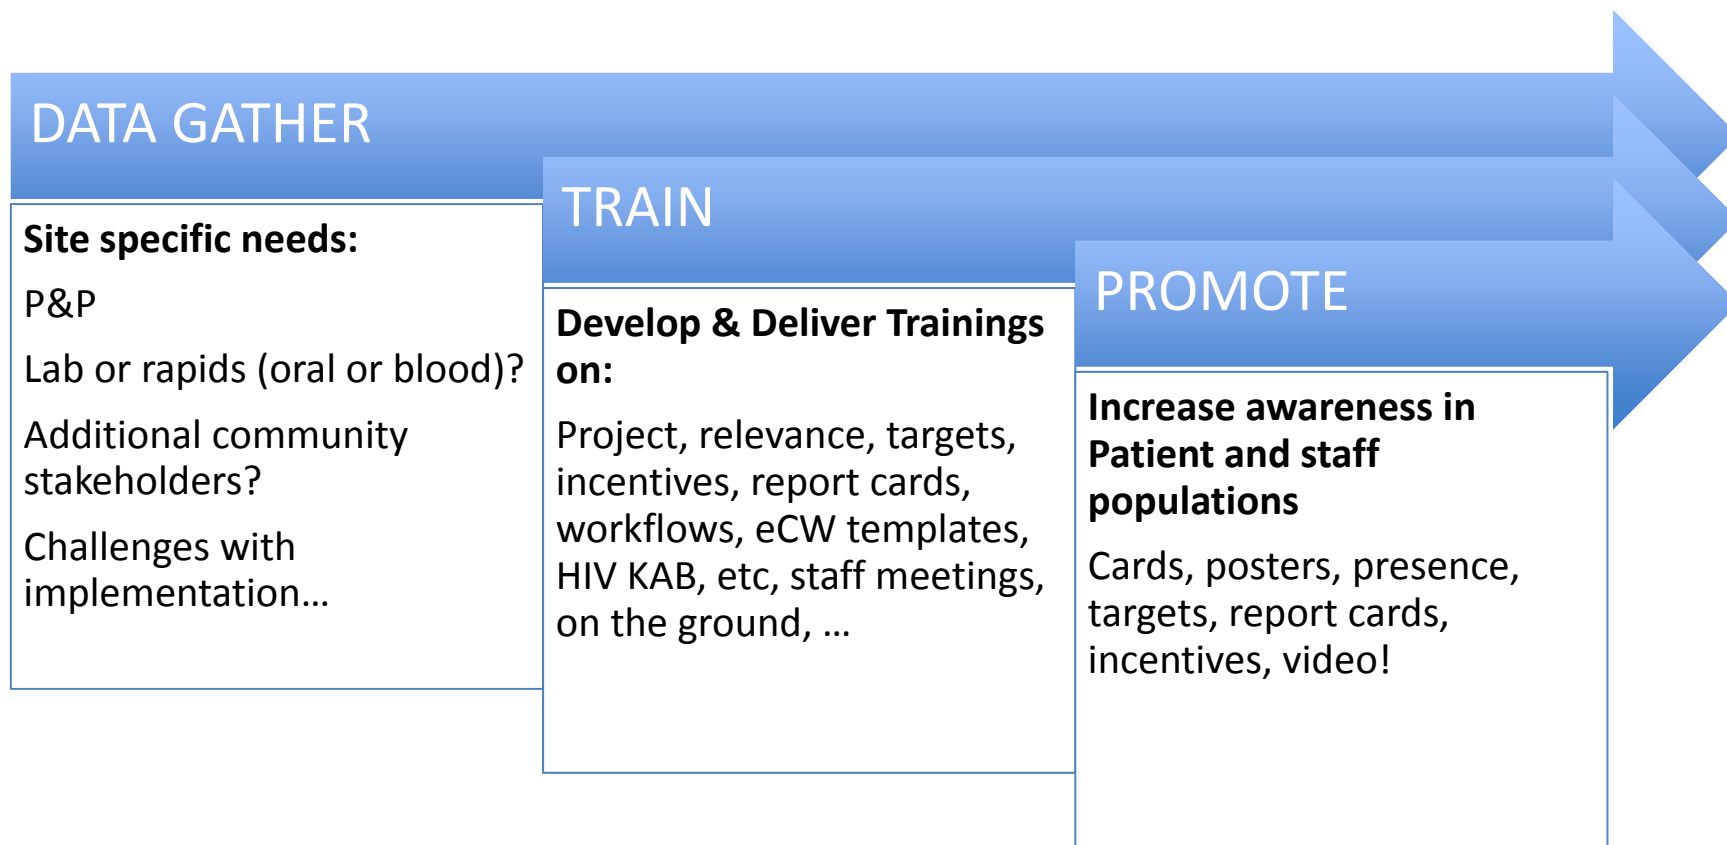 DATA GATHER
Site specific needs:
P&P
Lab or rapids (oral or blood)?
Additional community
stakeholders?
Challenges with
implementation…
TRAIN
Develop & Deliver Trainings
on:
Project, relevance, targets,
incentives, report cards,
workflows, eCW templates,
HIV KAB, etc, staff meetings,
on the ground, …
PROMOTE
Increase awareness in
Patient and staff
populations
Cards, posters, presence,
targets, report cards,
incentives, video!